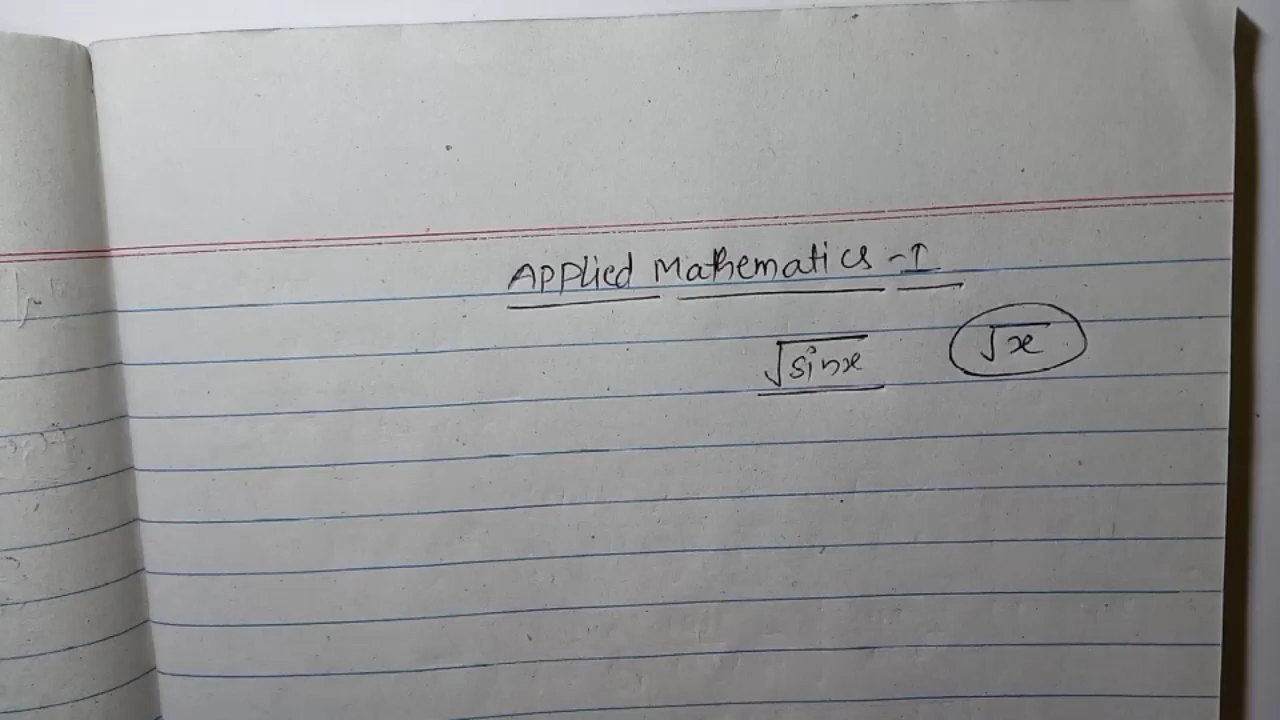 Applied Mathematics - I
√sinx √x